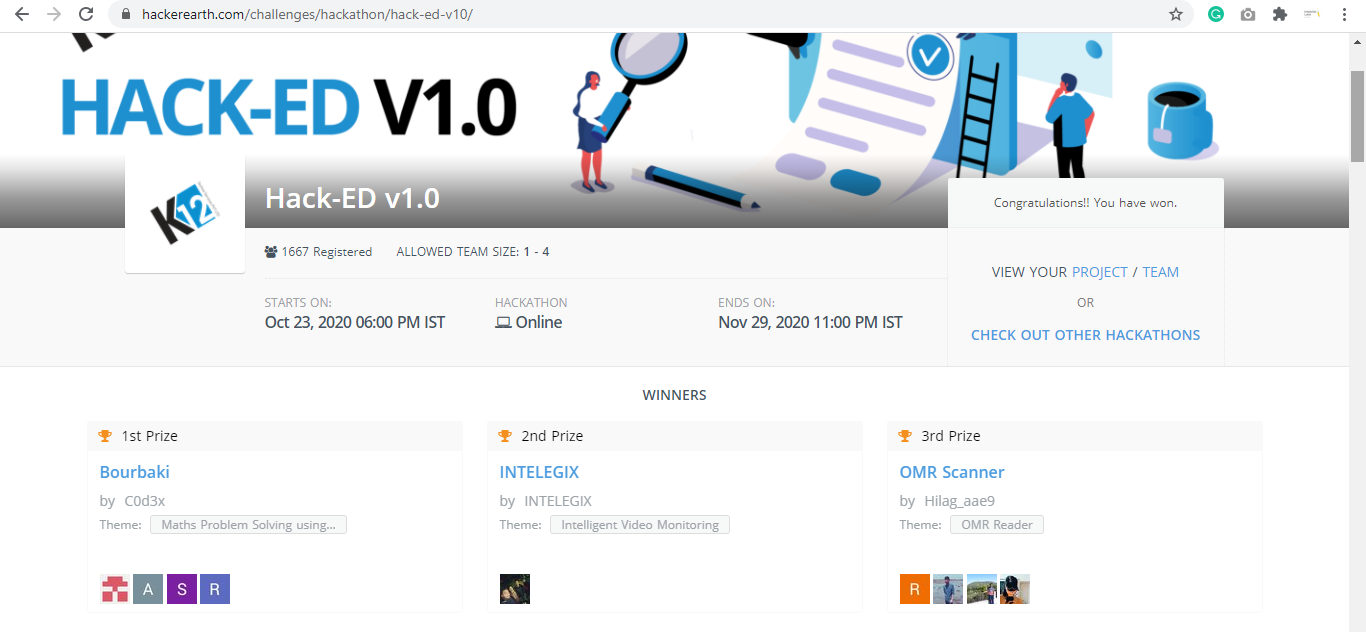 hackerearth.com/challenges/hackathon/hack-ed-v10/
HACK-ED V1.0
K12
Hack-ED v1.0
Congratulations!! You have won.
1667 Registered ALLOWED TEAM SIZE: 1 - 4
VIEW YOUR PROJECT / TEAM
OR
CHECK OUT OTHER HACKATHONS
STARTS ON: HACKATHON ENDS ON:
Oct 23, 2020 06:00 PM IST Online Nov 29, 2020 11:00 PM IST
WINNERS
1st Prize
Bourbaki
by C0d3x
Theme: Maths Problem Solving using...
A S R
2nd Prize
INTELEGIX
by INTELEGIX
Theme: Intelligent Video Monitoring
3rd Prize
OMR Scanner
by Hilag_aae9
Theme: OMR Reader
R